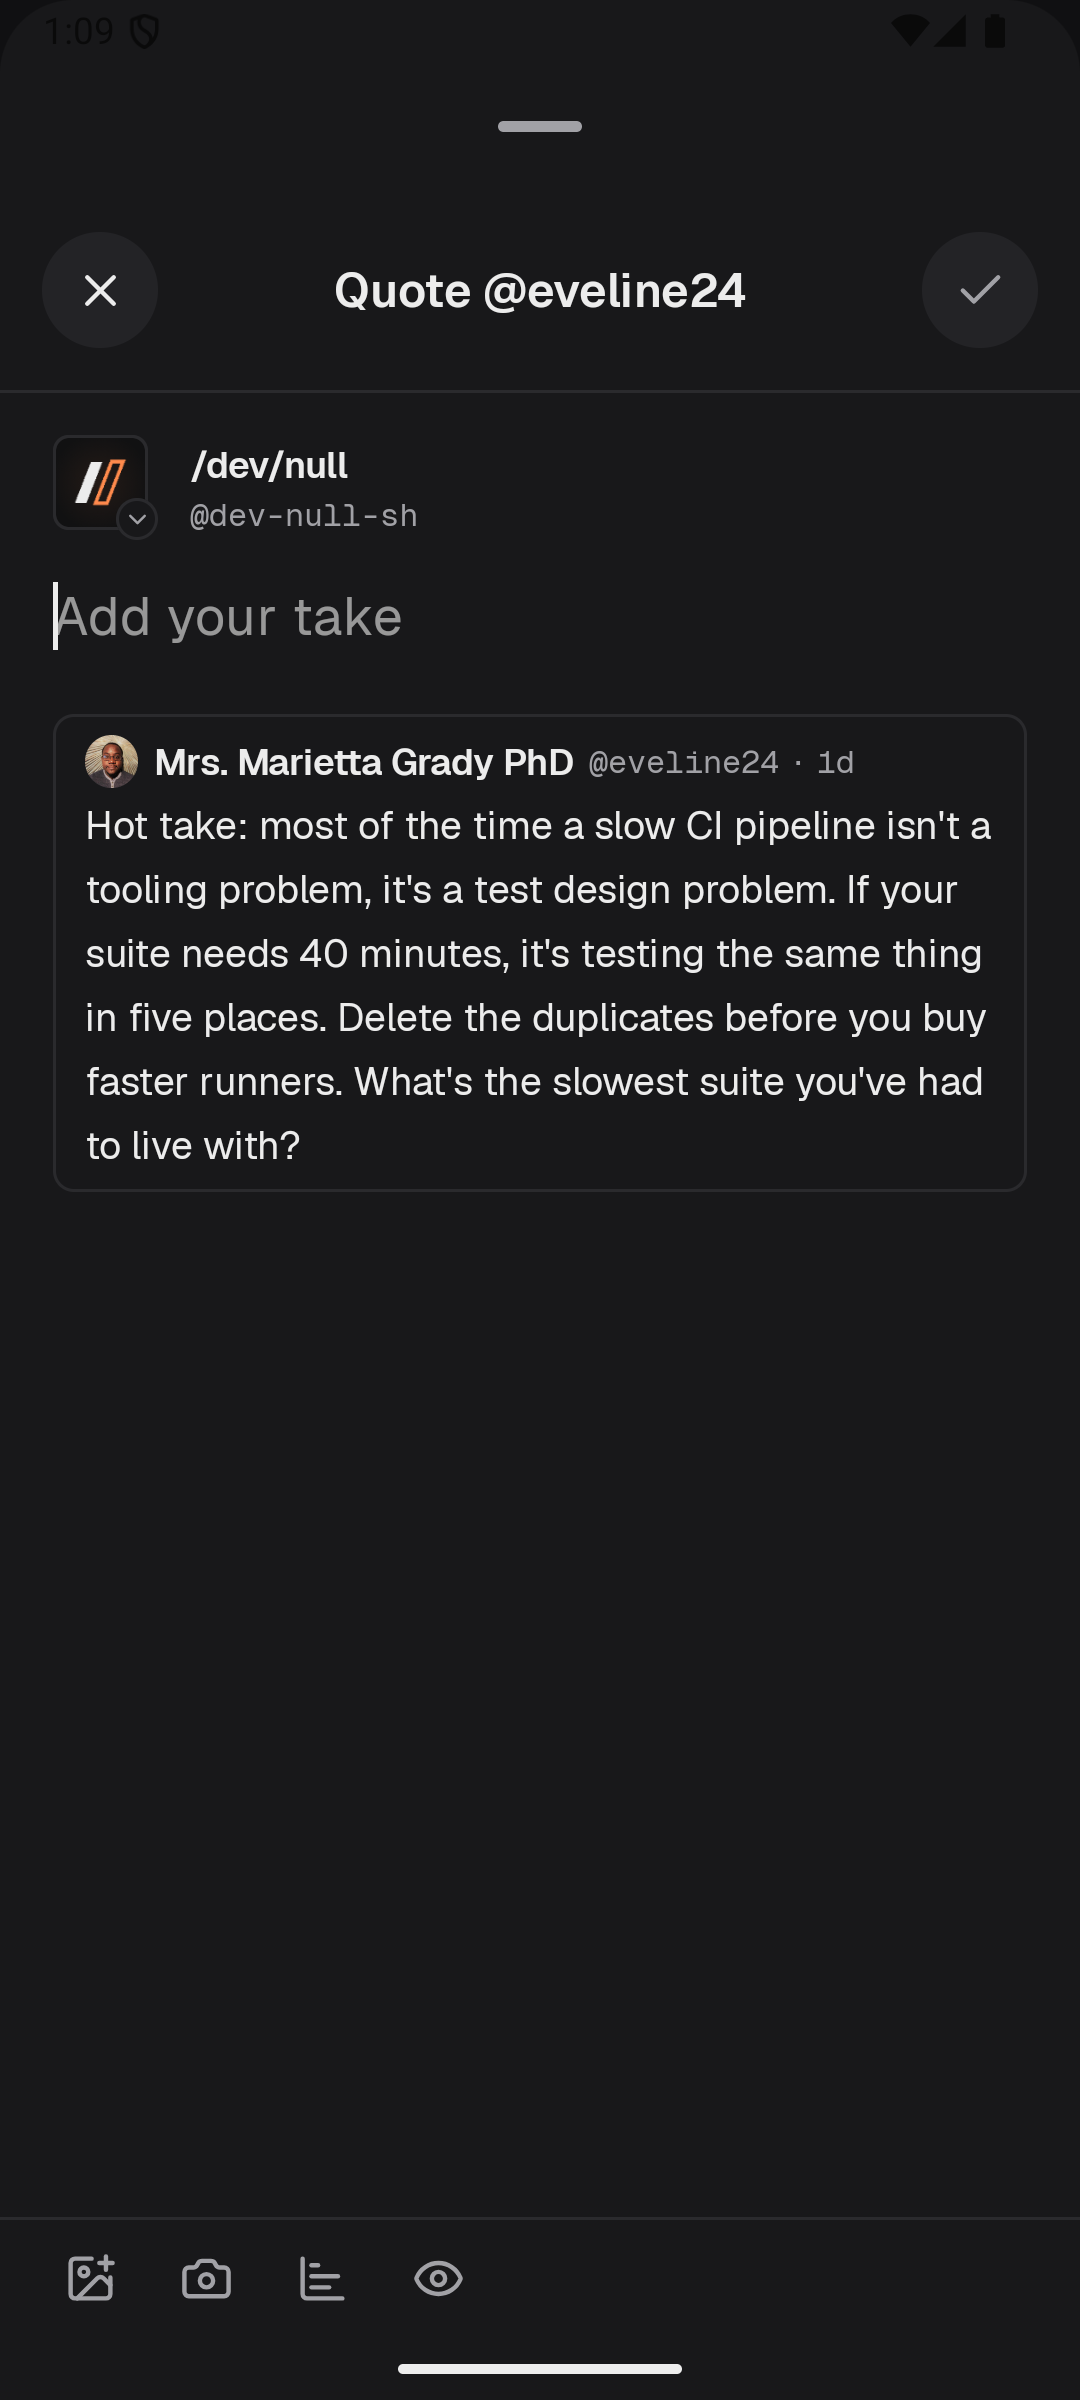 1:09
Quote @eveline24
/dev/null
@dev-null-sh
Add your take
Mrs. Marietta Grady PhD @eveline24 · 1d
Hot take: most of the time a slow CI pipeline isn't a
tooling problem, it's a test design problem. If your
suite needs 40 minutes, it's testing the same thing
in five places. Delete the duplicates before you buy
faster runners. What's the slowest suite you've had
to live with?